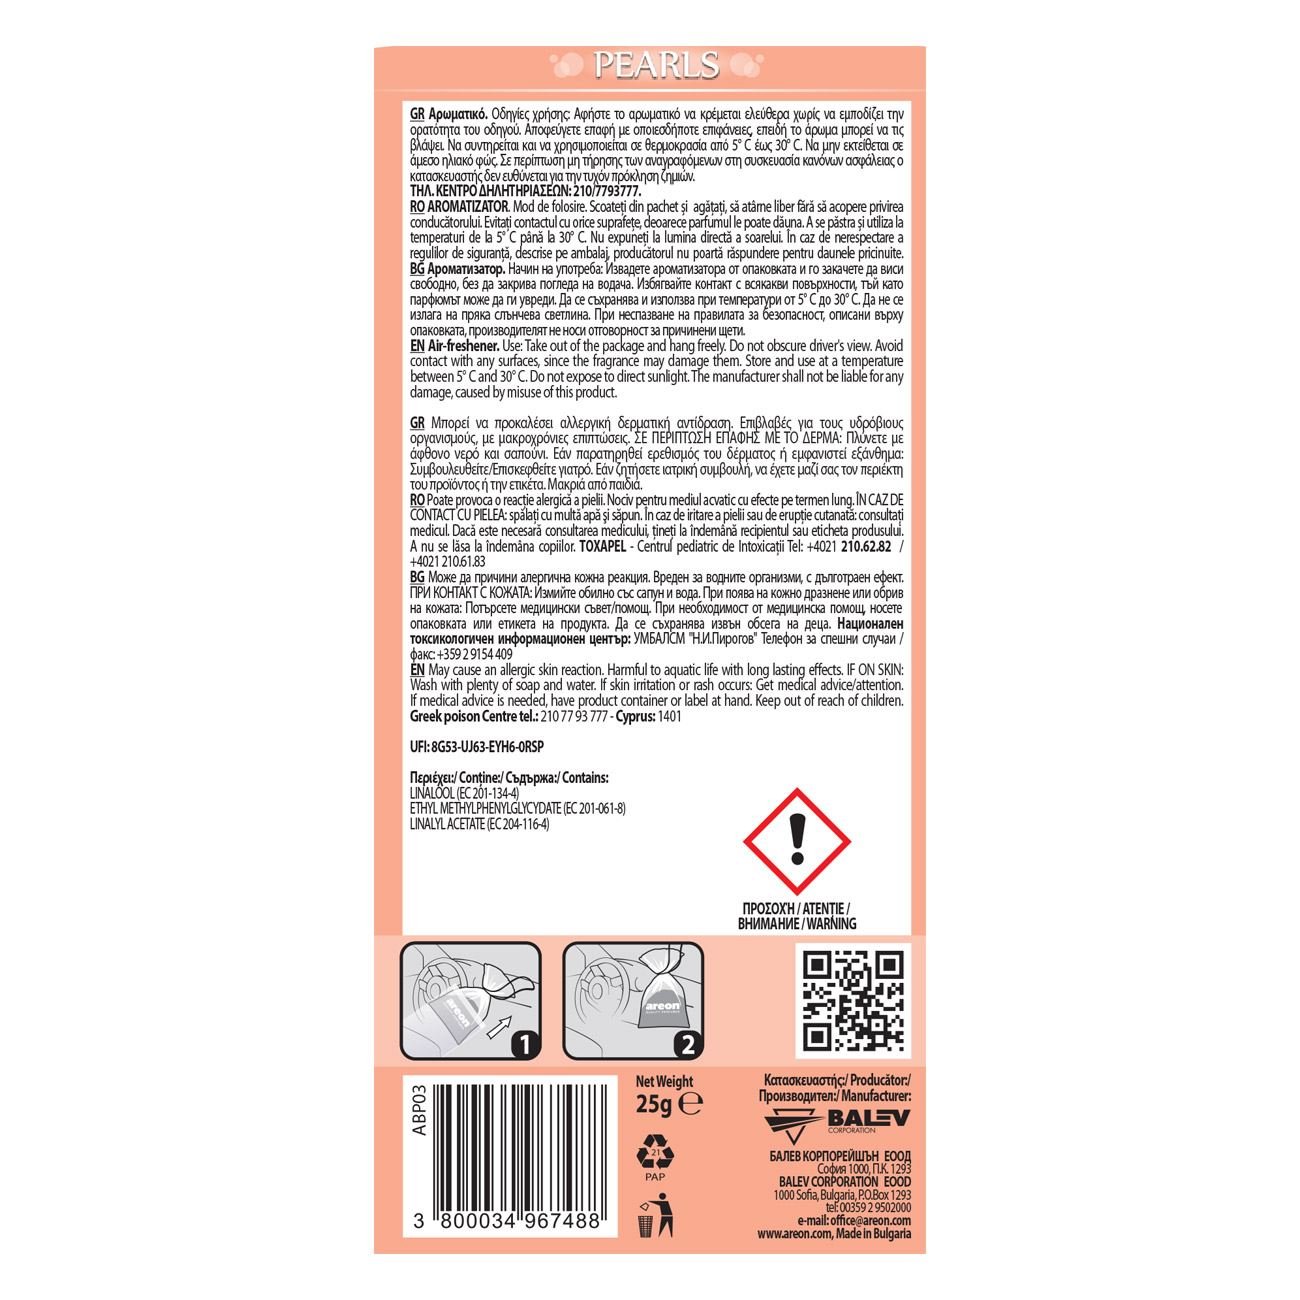 PEARLS
GR Αρωματικό. Οδηγίες χρήσης: Αφήστε το αρωματικό να κρέμεται ελεύθερα χωρίς να εμποδίζει την
ορατότητα του οδηγού. Αποφεύγετε επαφή με οποιεσδήποτε επιφάνειες, επειδή το άρωμα μπορεί να τις
βλάψει. Να συντηρείται και να χρησιμοποιείται σε θερμοκρασία από 5° C έως 30° C. Να μην εκτείθεται σε
άμεσο ηλιακό φώς. Σε περίπτωση μη τήρησης των αναγραφόμενων στη συσκευασία κανόνων ασφάλειας ο
κατασκευαστής δεν ευθύνεται για την τυχόν πρόκληση ζημιών.
ΤΗΛ. ΚΕΝΤΡΟ ΔΗΛΗΤΗΡΙΑΣΕΩΝ: 210/7793777.
RO AROMATIZATOR. Mod de folosire. Scoateți din pachet și agățați, să atârne liber fără să acopere privirea
conducătorului. Evitați contactul cu orice suprafețe, deoarece parfumul le poate dăuna. A se păstra și utiliza la
temperaturi de la 5° C până la 30° C. Nu expuneți la lumina directă a soarelui. În caz de nerespectare a
regulilor de siguranță, descrise pe ambalaj, producătorul nu poartă răspundere pentru daunele pricinuite.
BG Ароматизатор. Начин на употреба: Извадете ароматизатора от опаковката и го закачете да виси
свободно, без да закрива погледа на водача. Избягвайте контакт с всякакви повърхности, тъй като
парфюмът може да ги увреди. Да се съхранява и използва при температури от 5° C до 30° C. Да не се
излага на пряка слънчева светлина. При неспазване на правилата за безопасност, описани върху
опаковката, производителят не носи отговорност за причинени щети.
EN Air-freshener. Use: Take out of the package and hang freely. Do not obscure driver's view. Avoid
contact with any surfaces, since the fragrance may damage them. Store and use at a temperature
between 5° C and 30° C. Do not expose to direct sunlight. The manufacturer shall not be liable for any
damage, caused by misuse of this product.
GR Μπορεί να προκαλέσει αλλεργική δερματική αντίδραση. Επιβλαβές για τους υδρόβιους
οργανισμούς, με μακροχρόνιες επιπτώσεις. ΣΕ ΠΕΡΙΠΤΩΣΗ ΕΠΑΦΗΣ ΜΕ ΤΟ ΔΕΡΜΑ: Πλύνετε με
άφθονο νερό και σαπούνι. Εάν παρατηρηθεί ερεθισμός του δέρματος ή εμφανιστεί εξάνθημα:
Συμβουλευθείτε/Επισκεφθείτε γιατρό. Εάν ζητήσετε ιατρική συμβουλή, να έχετε μαζί σας τον περιέκτη
του προϊόντος ή την ετικέτα. Μακριά από παιδιά.
RO Poate provoca o reacție alergică a pielii. Nociv pentru mediul acvatic cu efecte pe termen lung. ÎN CAZ DE
CONTACT CU PIELEA: spălați cu multă apă și săpun. În caz de iritare a pielii sau de erupție cutanată: consultați
medicul. Dacă este necesară consultarea medicului, țineți la îndemână recipientul sau eticheta produsului.
A nu se lăsa la îndemâna copiilor. TOXAPEL - Centrul pediatric de Intoxicații Tel: +4021 210.62.82 /
+4021 210.61.83
BG Може да причини алергична кожна реакция. Вреден за водните организми, с дълготраен ефект.
ПРИ КОНТАКТ С КОЖАТА: Измийте обилно със сапун и вода. При поява на кожно дразнене или обрив
на кожата: Потърсете медицински съвет/помощ. При необходимост от медицинска помощ, носете
опаковката или етикета на продукта. Да се съхранява извън обсега на деца. Национален
токсикологичен информационен център: УМБАЛСМ "Н.И.Пирогов" Телефон за спешни случаи /
факс: +359 2 9154 409
EN May cause an allergic skin reaction. Harmful to aquatic life with long lasting effects. IF ON SKIN:
Wash with plenty of soap and water. If skin irritation or rash occurs: Get medical advice/attention.
If medical advice is needed, have product container or label at hand. Keep out of reach of children.
Greek poison Centre tel.: 210 77 93 777 - Cyprus: 1401
UFI: 8G53-UJ63-EYH6-0RSP
Περιέχει:/ Conține:/ Съдържа:/ Contains:
LINALOOL (EC 201-134-4)
ETHYL METHYLPHENYLGLYCYDATE (EC 201-061-8)
LINALYL ACETATE (EC 204-116-4)
ΠΡΟΣΟΧΉ / ATENȚIE /
ВНИМАНИЕ / WARNING
areon
1
areon
2
ABP03
3 800034 967488
Net Weight
25g ℮
21
PAP
Κατασκευαστής:/ Producător:/
Производител:/ Manufacturer:
BALEV
CORPORATION
БАЛЕВ КОРПОРЕЙШЪН ЕООД
София 1000, П.К. 1293
BALEV CORPORATION EOOD
1000 Sofia, Bulgaria, P.O.Box 1293
tel: 00359 2 9502000
e-mail: office@areon.com
www.areon.com, Made in Bulgaria